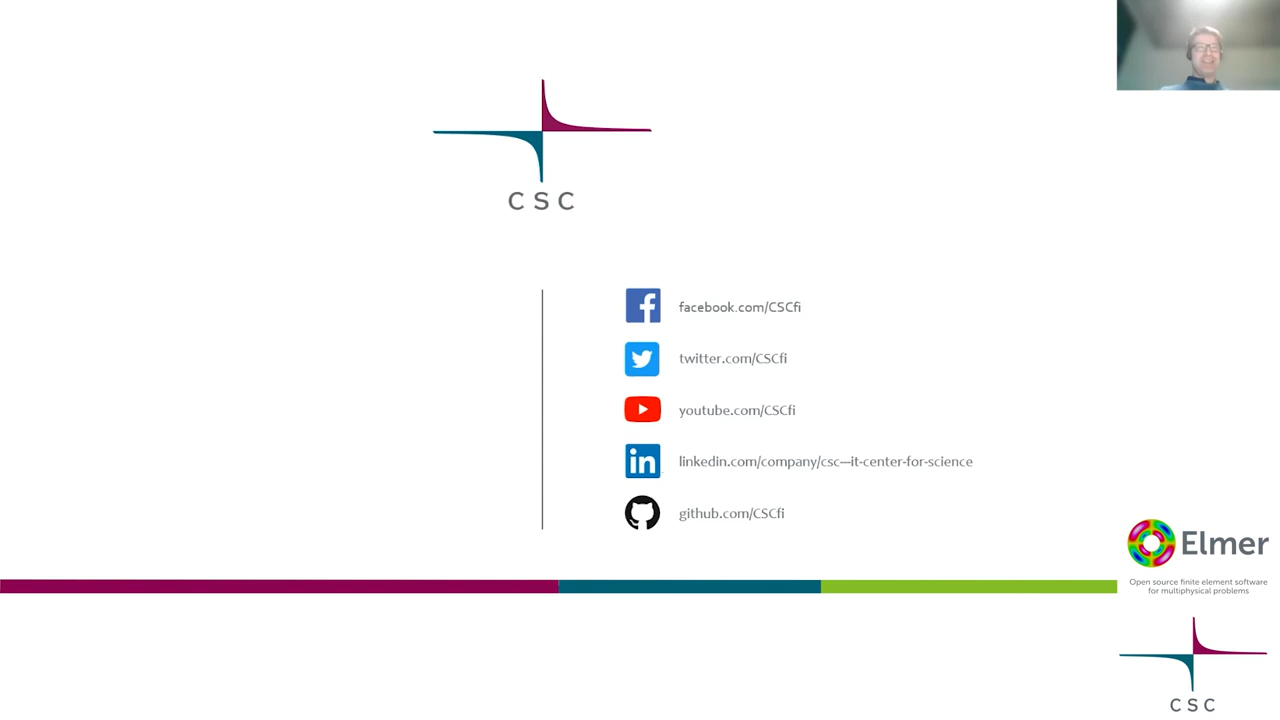 CSC
facebook.com/CSCfi
twitter.com/CSCfi
youtube.com/CSCfi
linkedin.com/company/csc—it-center-for-science
github.com/CSCfi
Elmer
Open source finite element software
for multiphysical problems
CSC